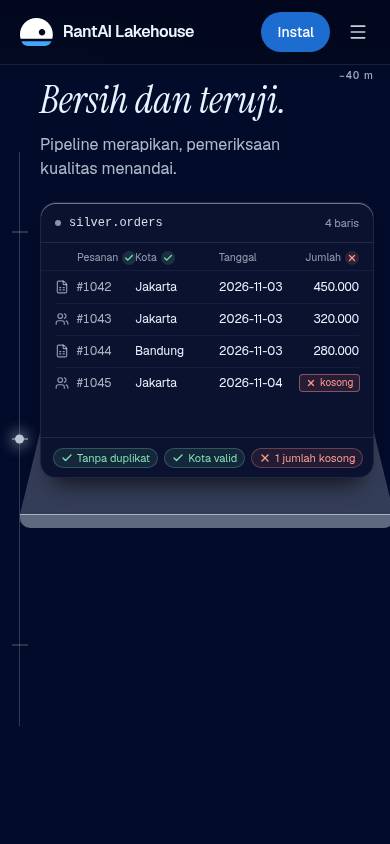 RantAI Lakehouse
Instal
−40 m
Bersih dan teruji.
Pipeline merapikan, pemeriksaan
kualitas menandai.
silver.orders
4 baris
Pesanan Kota Tanggal Jumlah
#1042 Jakarta 2026-11-03 450.000
#1043 Jakarta 2026-11-03 320.000
#1044 Bandung 2026-11-03 280.000
#1045 Jakarta 2026-11-04 kosong
Tanpa duplikat Kota valid 1 jumlah kosong